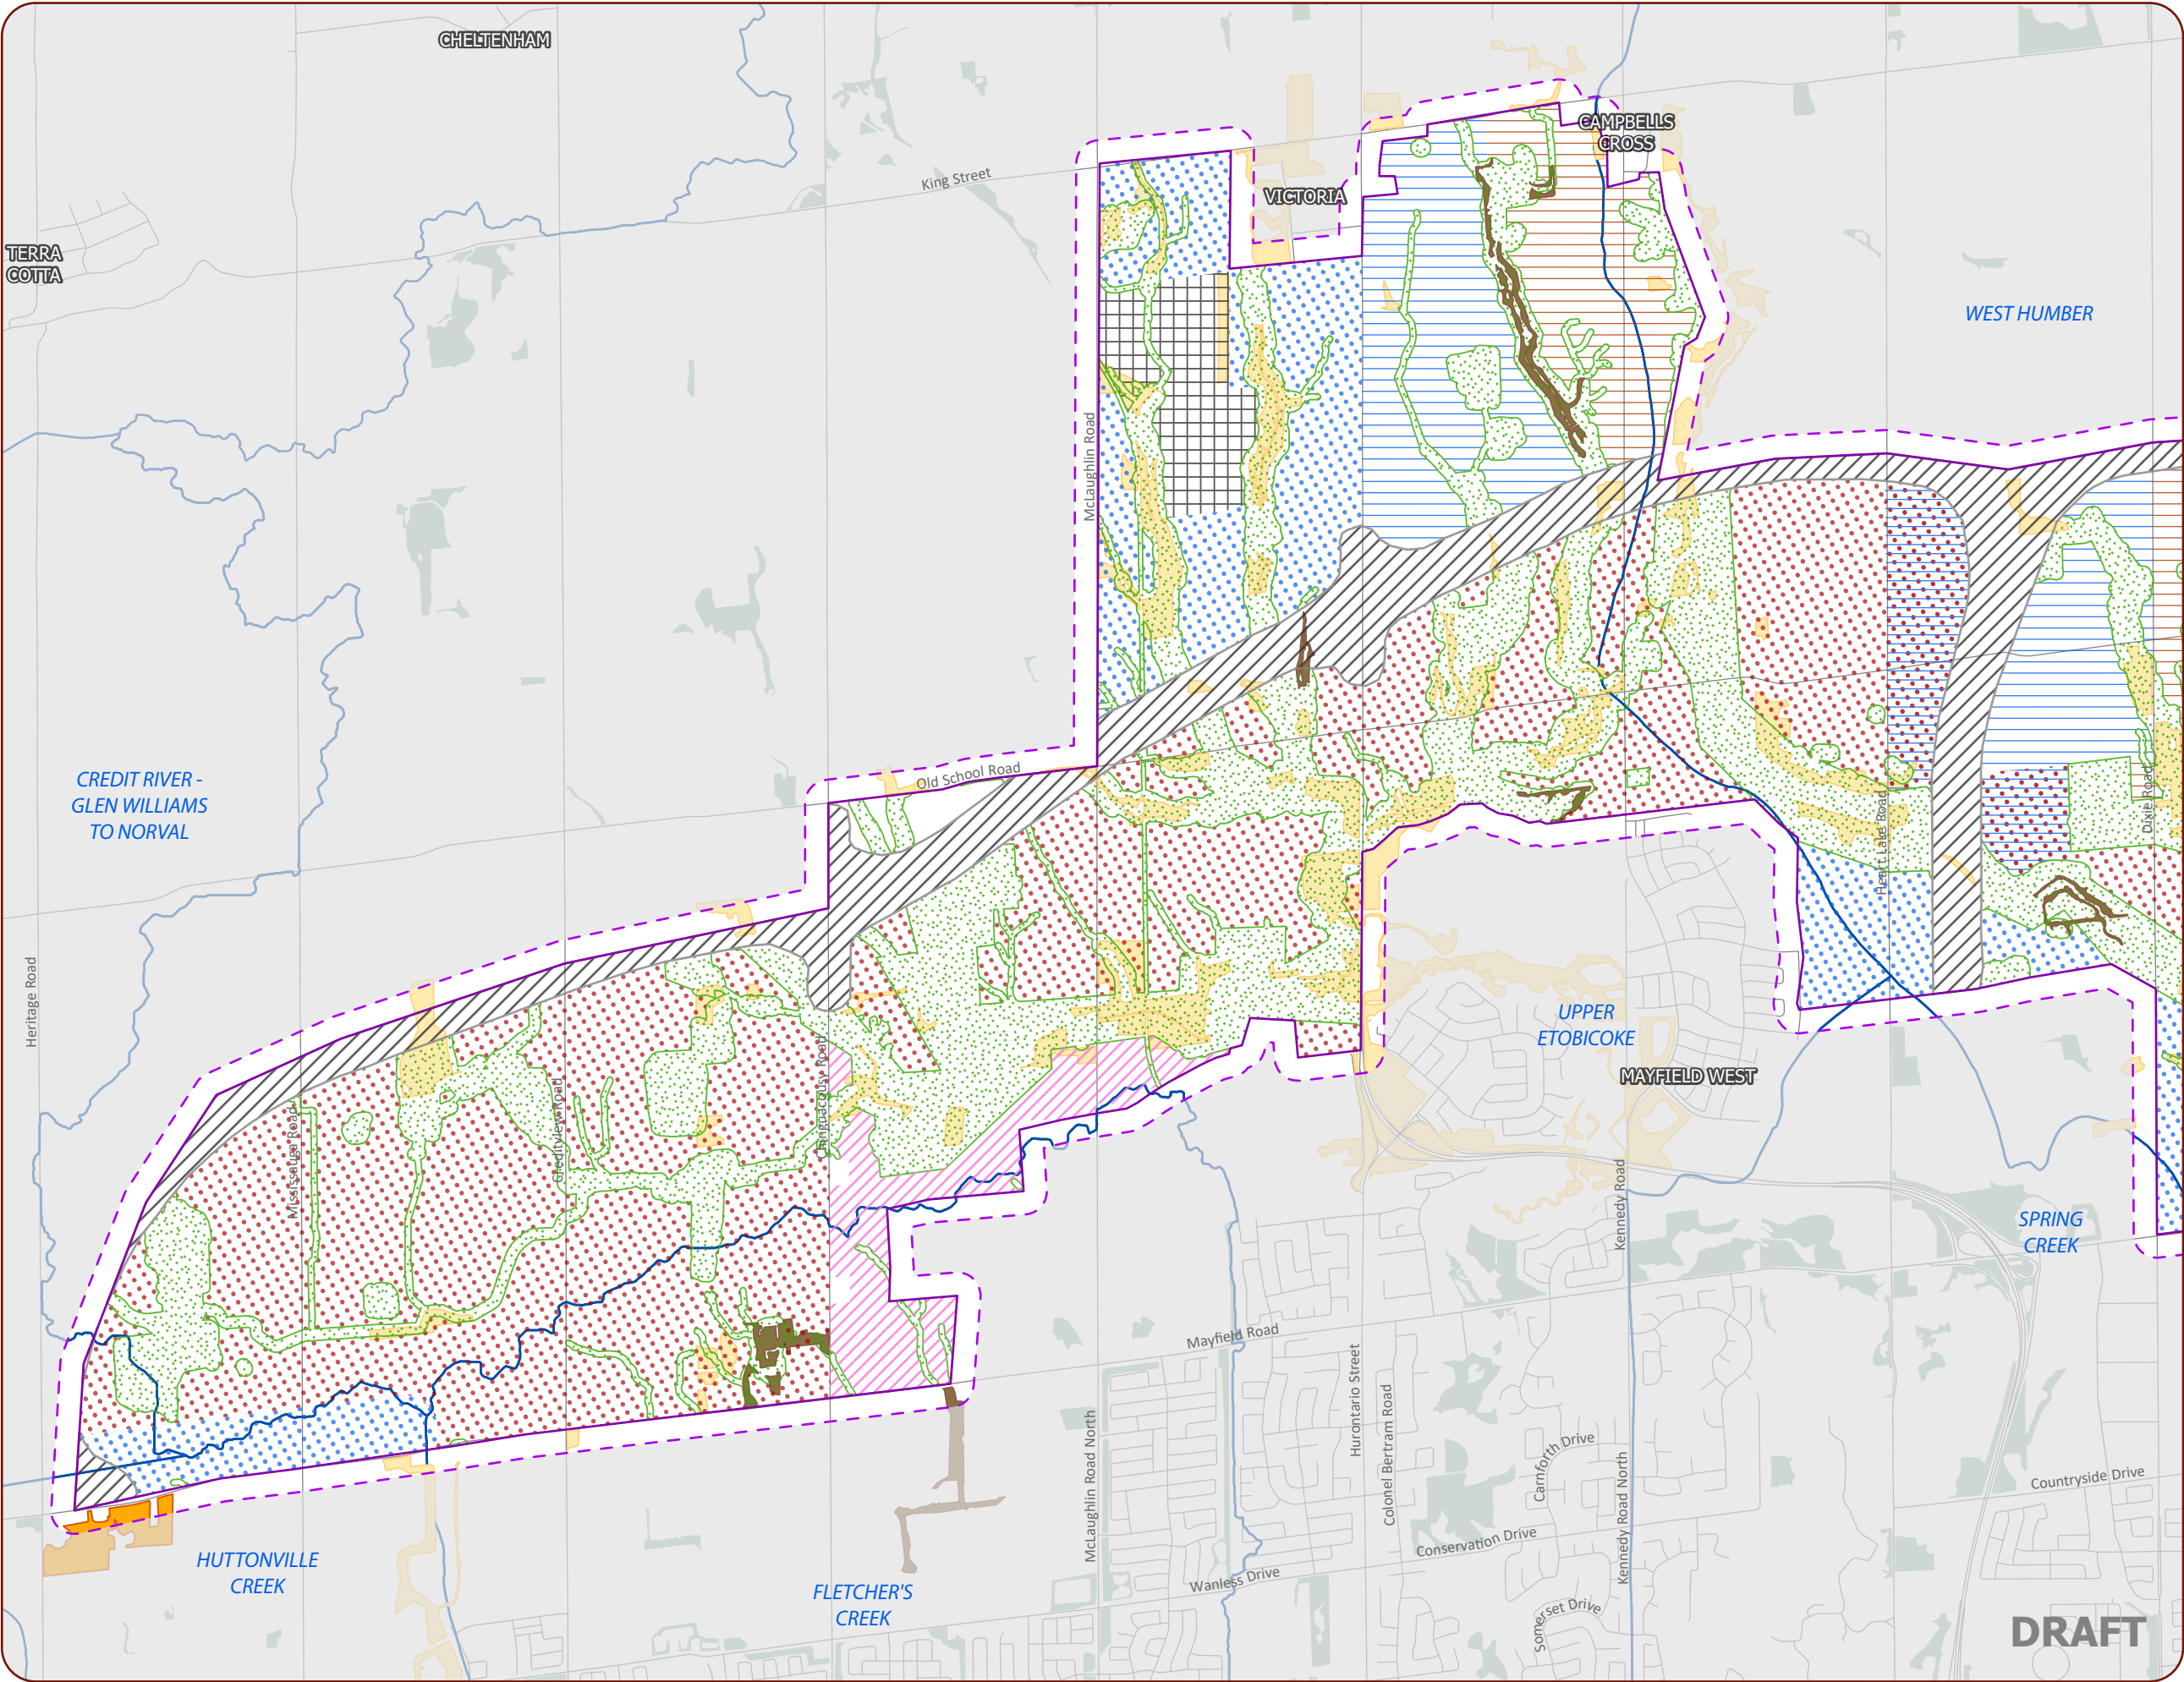 CHELTENHAM
CAMPBELLS
CROSS
King Street
VICTORIA
TERRA
COTTA
WEST HUMBER
McLaughlin Road
Old School Road
CREDIT RIVER -
GLEN WILLIAMS
TO NORVAL
Dixie Road
Heart Lake Road
Heritage Road
UPPER
ETOBICOKE
MAYFIELD WEST
Mississauga Road
Creditview Road
Chinguacousy Road
Kennedy Road
SPRING
CREEK
Mayfield Road
Hurontario Street
Colonel Bertram Road
McLaughlin Road North
Carnforth Drive
Kennedy Road North
Countryside Drive
Conservation Drive
Wanless Drive
Somerset Drive
HUTTONVILLE
CREEK
FLETCHER'S
CREEK
DRAFT